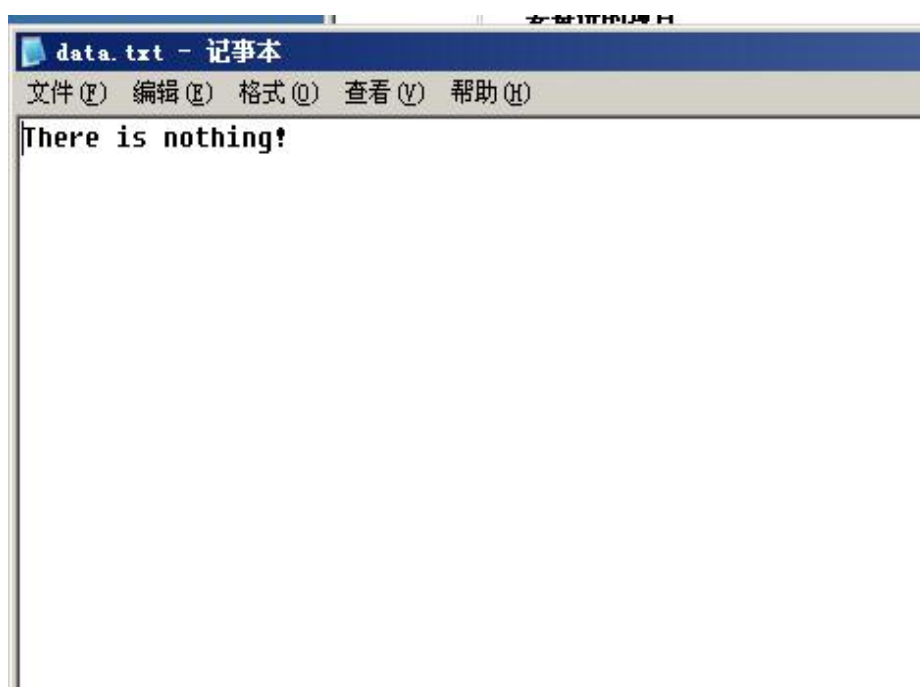 data.txt - 记事本
文件(F) 编辑(E) 格式(O) 查看(V) 帮助(H)
There is nothing!